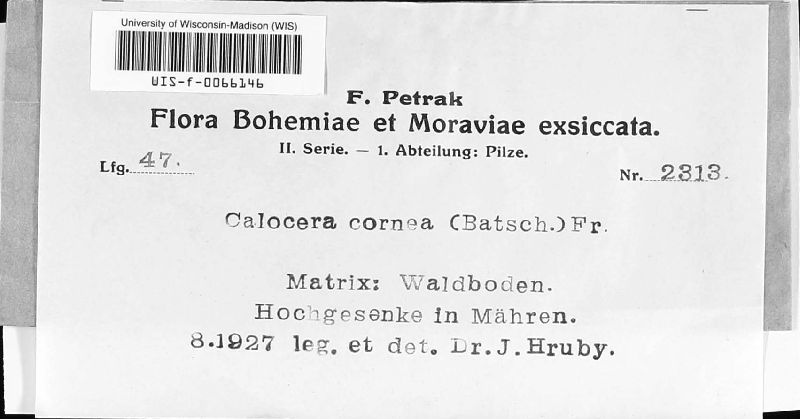 University of Wisconsin-Madison (WIS)
WIS-f-0066146
F. Petrak
Flora Bohemiae et Moraviae exsiccata.
II. Serie. — 1. Abteilung: Pilze.
Lfg. 47.
Nr. 2313.
Calocera cornea (Batsch.) Fr.
Matrix: Waldboden.
Hochgesenke in Mähren.
8.1927 leg. et det. Dr. J. Hruby.